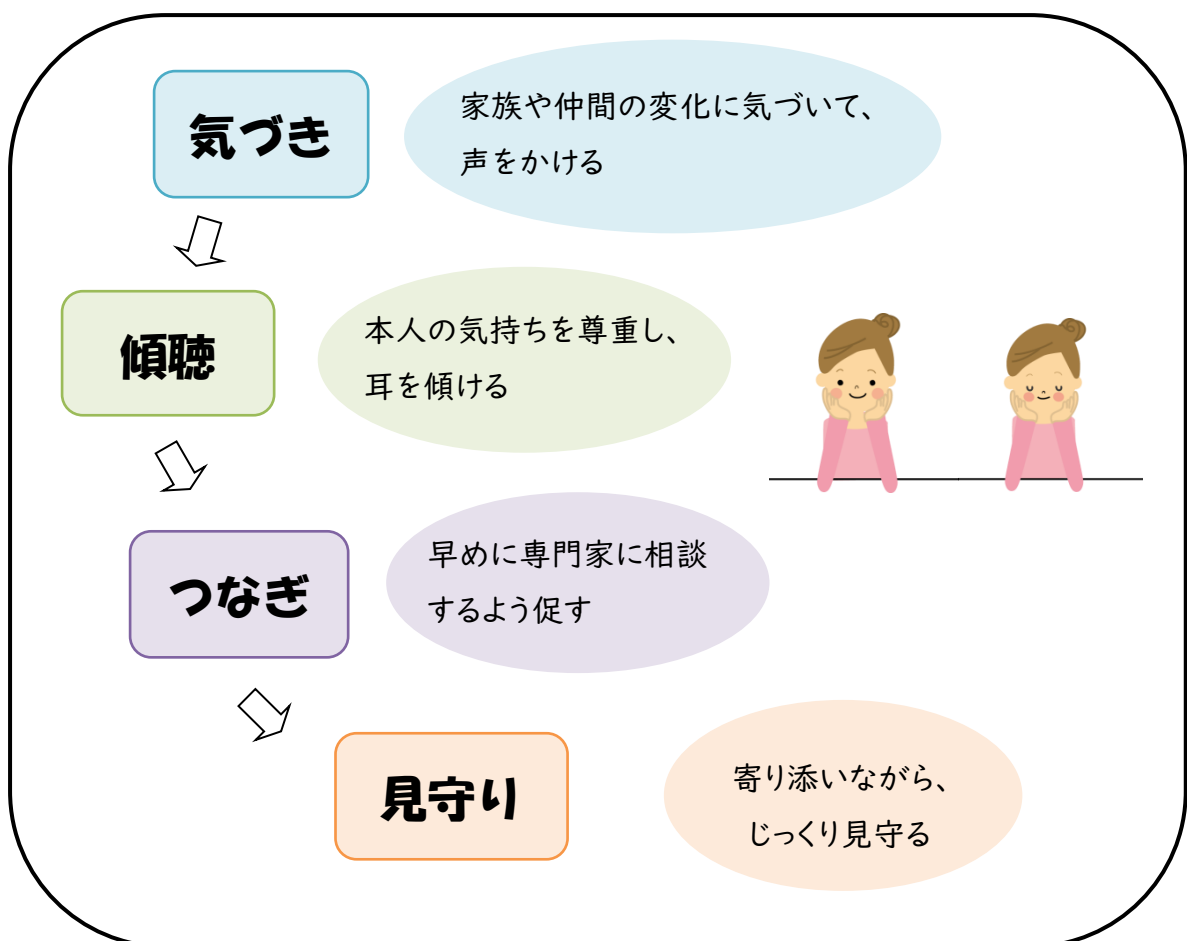 気づき
家族や仲間の変化に気づいて、
声をかける
傾聴
本人の気持ちを尊重し、
耳を傾ける
つなぎ
早めに専門家に相談
するよう促す
見守り
寄り添いながら、
じっくり見守る